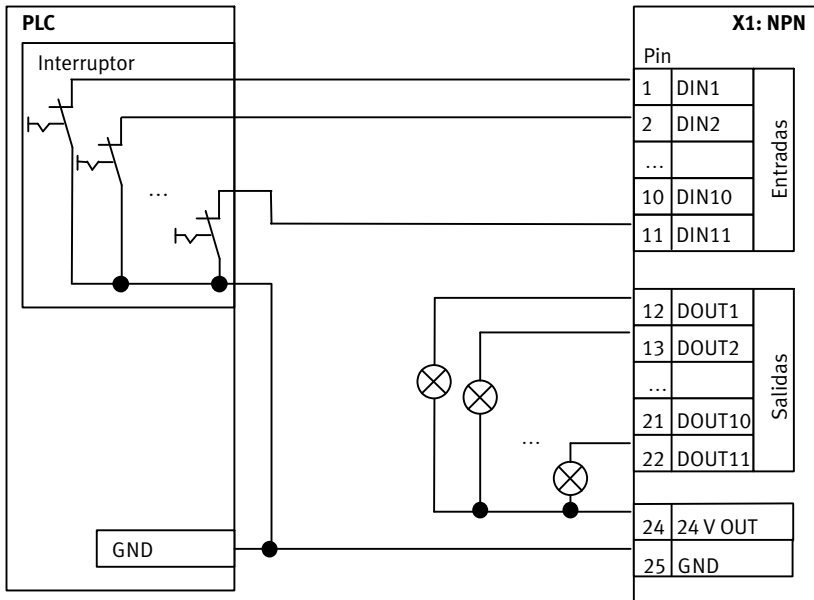 PLC
X1: NPN
Interruptor
Pin
1 DIN1
2 DIN2
...
10 DIN10
11 DIN11
Entradas
...
12 DOUT1
13 DOUT2
...
21 DOUT10
22 DOUT11
Salidas
...
24 24 V OUT
25 GND
GND